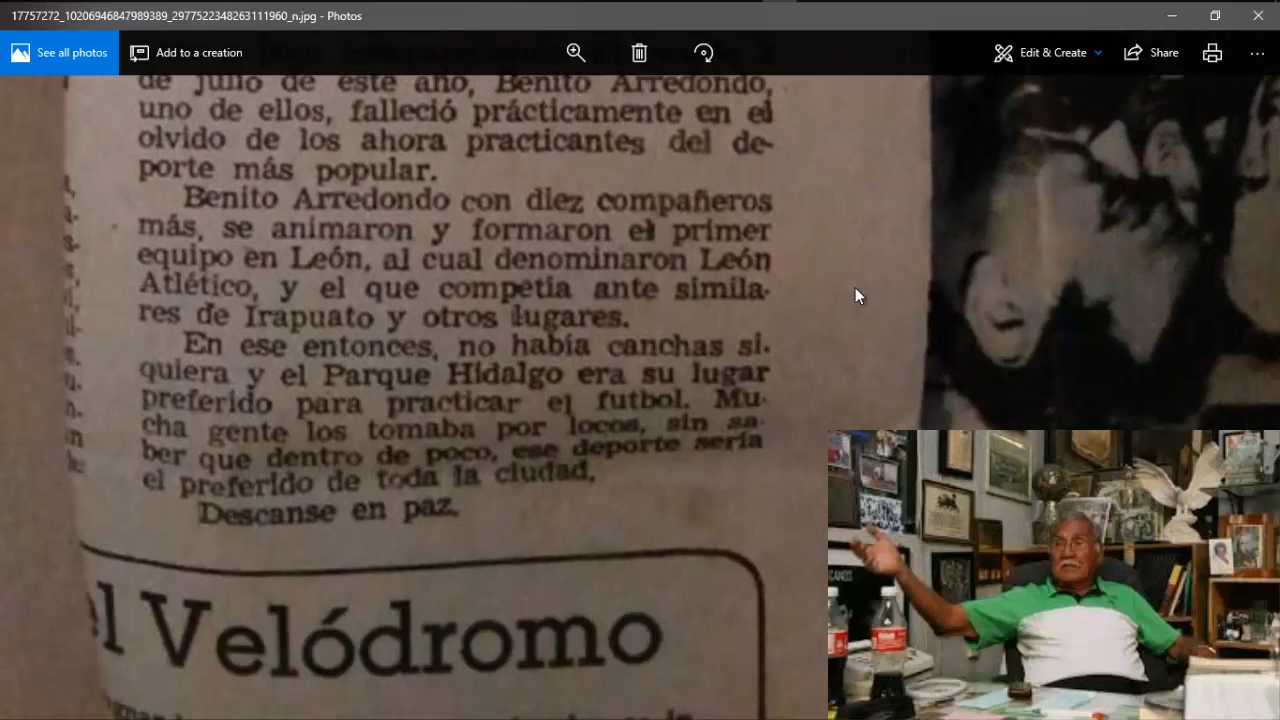 17757272_10206946847989389_2977522348263111960_n.jpg - Photos
See all photos
Add to a creation
Edit & Create
Share
de julio de este año, Benito Arredondo,
uno de ellos, falleció prácticamente en el
olvido de los ahora practicantes del de-
porte más popular.
Benito Arredondo con diez compañeros
más, se animaron y formaron el primer
equipo en León, al cual denominaron León
Atlético, y el que competía ante simila-
res de Irapuato y otros lugares.
En ese entonces, no había canchas si-
quiera y el Parque Hidalgo era su lugar
preferido para practicar el futbol. Mu-
cha gente los tomaba por locos, sin sa-
ber que dentro de poco, ese deporte sería
el preferido de toda la ciudad.
Descanse en paz.
el Velódromo